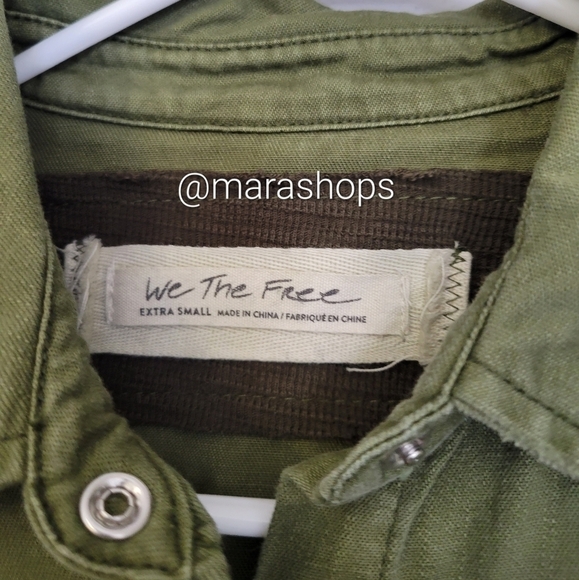 @marashops
We The Free
EXTRA SMALL MADE IN CHINA / FABRIQUÉ EN CHINE